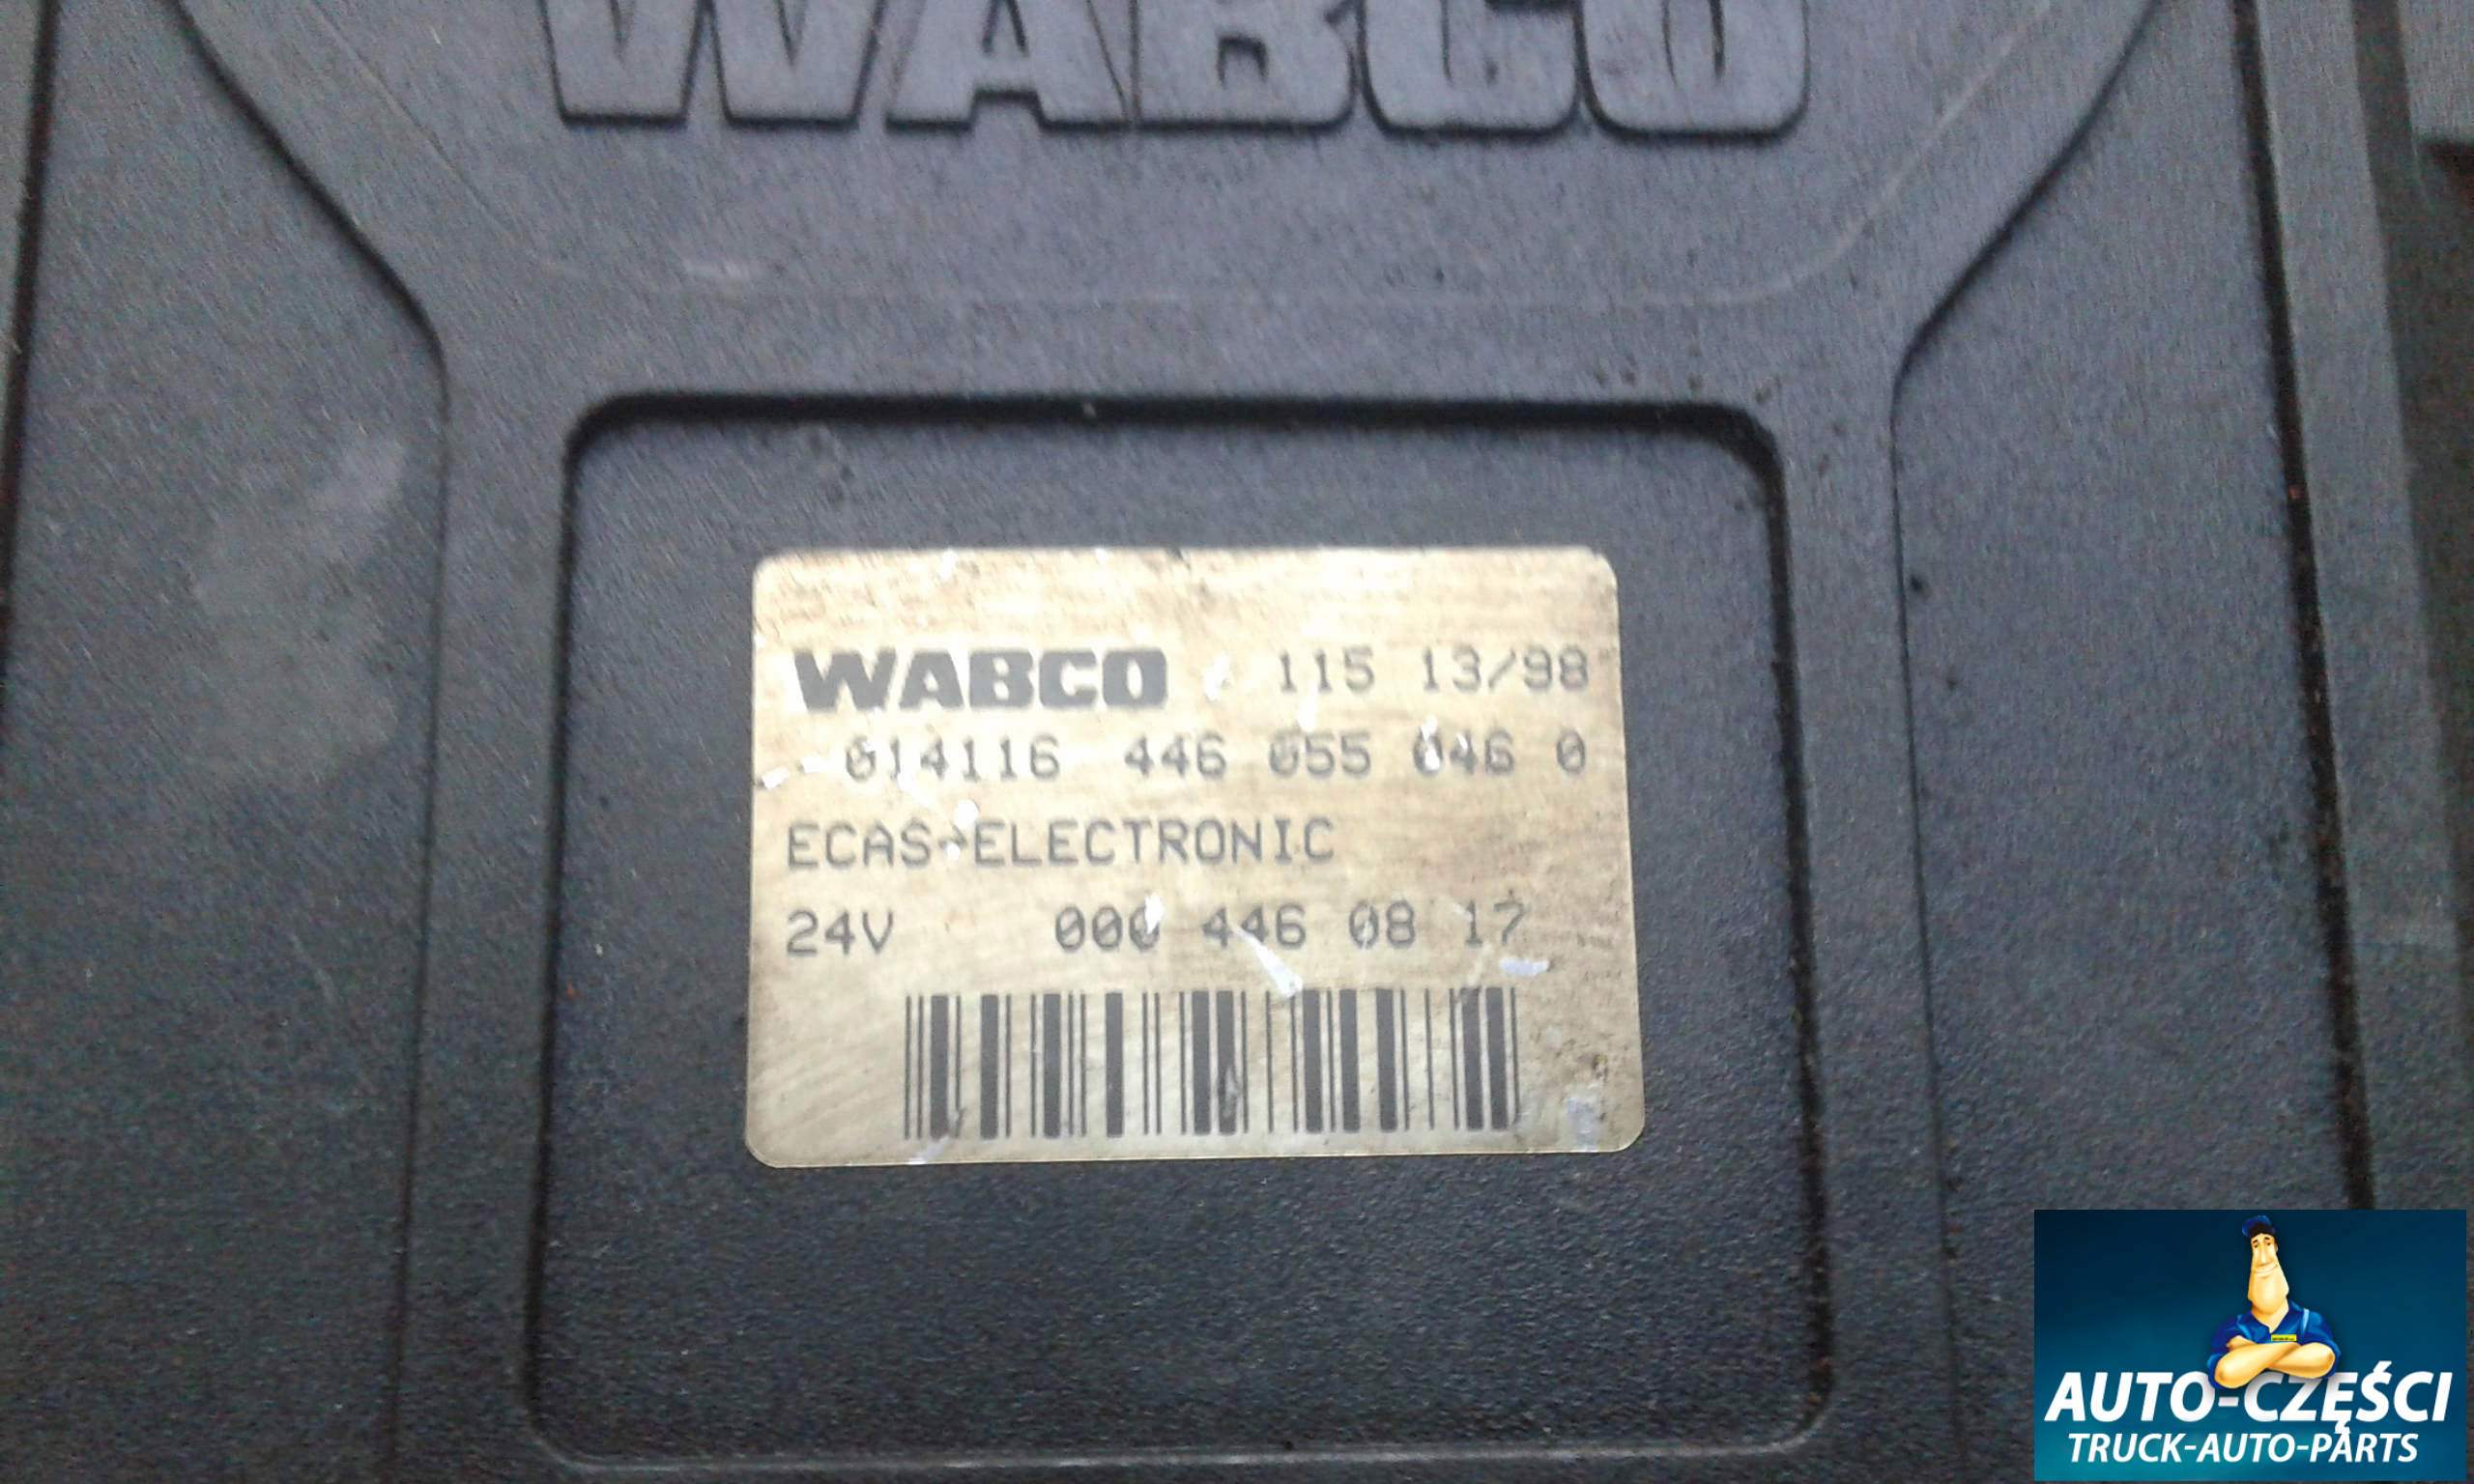 WABCO
WABCO 115 13/98
014116 446 055 046 0
ECAS-ELECTRONIC
24V 000 446 08 17
AUTO-CZĘŚCI
TRUCK-AUTO-PARTS